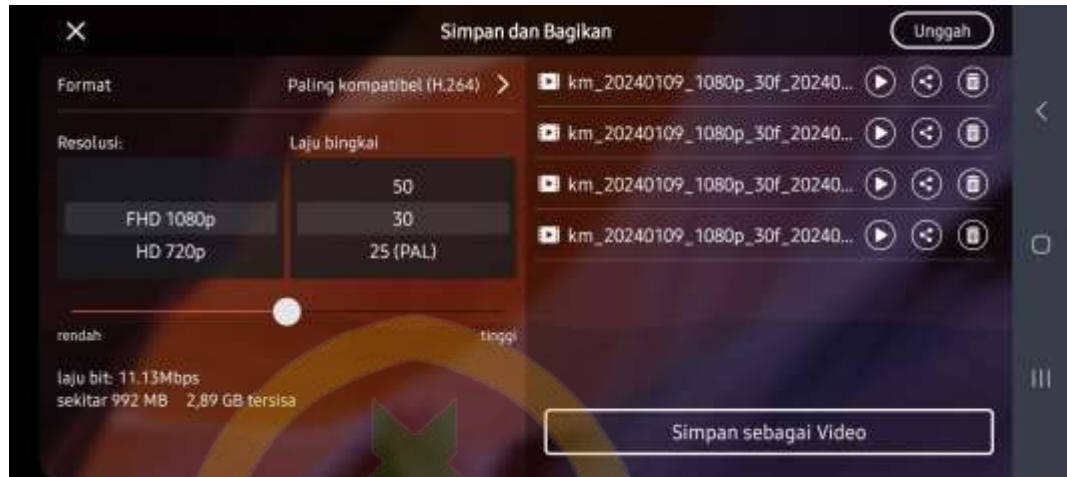 Simpan dan Bagikan
Unggah
Format
Paling kompatibel (H.264)
Resolusi:
Laju bingkai
50
FHD 1080p
30
HD 720p
25 (PAL)
rendah
tinggi
laju bit: 11.13Mbps
sekitar 992 MB 2,89 GB tersisa
km_20240109_1080p_30f_20240...
km_20240109_1080p_30f_20240...
km_20240109_1080p_30f_20240...
km_20240109_1080p_30f_20240...
Simpan sebagai Video